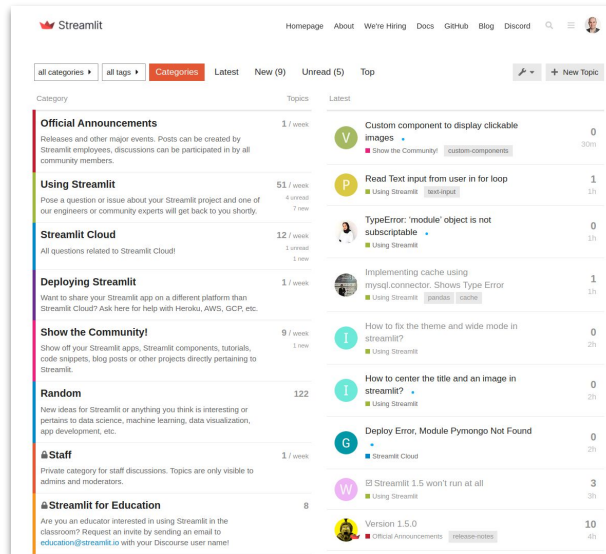 Streamlit
Homepage About We're Hiring Docs GitHub Blog Discord
all categories all tags Categories Latest New (9) Unread (5) Top
+ New Topic
Category Topics
Official Announcements 1 / week
Releases and other major events. Posts can be created by
Streamlit employees, discussions can be participated in by all
community members.
Using Streamlit 51 / week
Pose a question or issue about your Streamlit project and one of 4 unread
our engineers or community experts will get back to you shortly. 7 new
Streamlit Cloud 12 / week
All questions related to Streamlit Cloud! 1 unread
1 new
Deploying Streamlit 1 / week
Want to share your Streamlit app on a different platform than
Streamlit Cloud? Ask here for help with Heroku, AWS, GCP, etc.
Show the Community! 9 / week
Show off your Streamlit apps, Streamlit components, tutorials, 1 new
code snippets, blog posts or other projects directly pertaining to
Streamlit.
Random 122
New ideas for Streamlit or anything you think is interesting or
pertains to data science, machine learning, data visualization,
app development, etc.
Staff 1 / week
Private category for staff discussions. Topics are only visible to
admins and moderators.
Streamlit for Education 8
Are you an educator interested in using Streamlit in the
classroom? Request an invite by sending an email to
education@streamlit.io with your Discourse user name!
Latest
V
Custom component to display clickable
images 0
Show the Community! custom-components 30m
P
Read Text input from user in for loop 1
Using Streamlit text-input 1h
TypeError: 'module' object is not
subscriptable 0
Using Streamlit 1h
Implementing cache using
mysql.connector. Shows Type Error 1
Using Streamlit pandas cache 1h
I
How to fix the theme and wide mode in
streamlit? 0
Using Streamlit 2h
I
How to center the title and an image in
streamlit? 0
Using Streamlit 2h
G
Deploy Error, Module Pymongo Not Found 0
Streamlit Cloud 2h
W
Streamlit 1.5 won't run at all 3
Using Streamlit 3h
Version 1.5.0 10
Official Announcements release-notes 4h